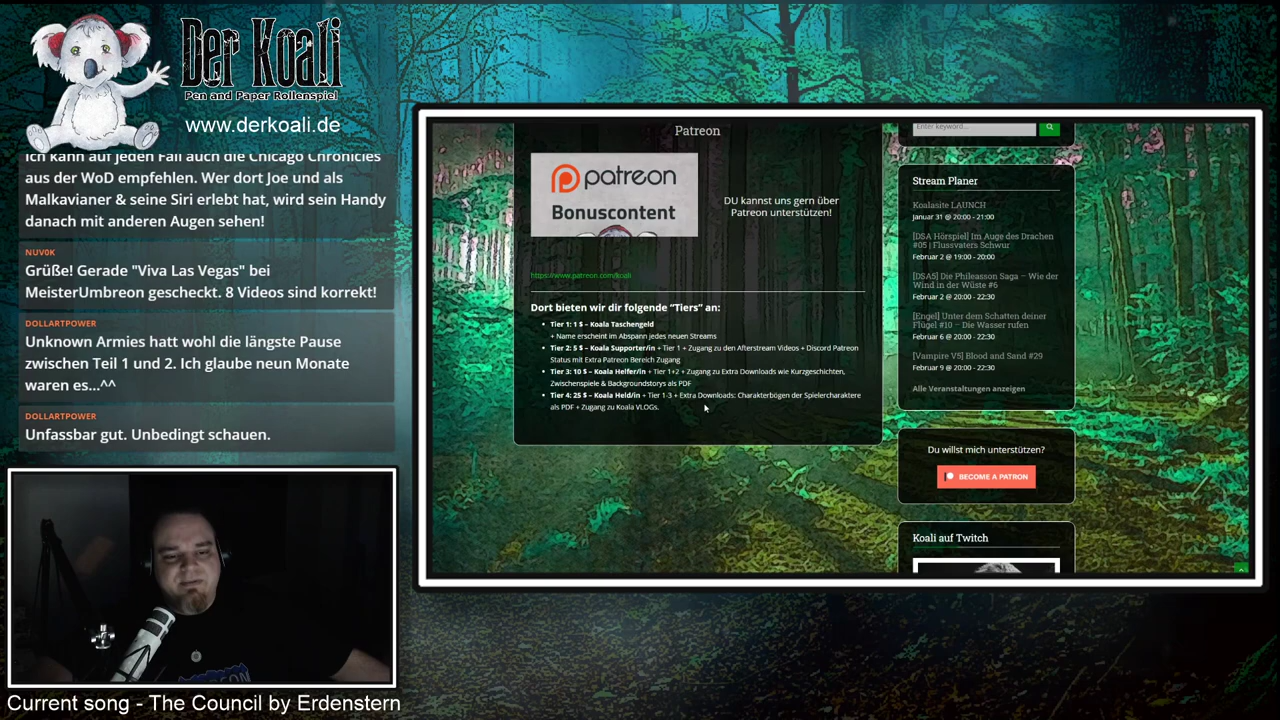 Der Koali
Pen and Paper Rollenspiel
www.derkoali.de
Ich kann auf jeden Fall auch die Chicago Chronicles
aus der WoD empfehlen. Wer dort Joe und als
Malkavianer & seine Siri erlebt hat, wird sein Handy
danach mit anderen Augen sehen!
NUV0K
Grüße! Gerade "Viva Las Vegas" bei
MeisterUmbreon gescheckt. 8 Videos sind korrekt!
DOLLARTPOWER
Unknown Armies hatt wohl die längste Pause
zwischen Teil 1 und 2. Ich glaube neun Monate
waren es...^^
DOLLARTPOWER
Unfassbar gut. Unbedingt schauen.
Current song - The Council by Erdenstern
Patreon
patreon
Bonuscontent
DU kannst uns gern über
Patreon unterstützen!
https://www.patreon.com/koali
Dort bieten wir dir folgende “Tiers” an:
• Tier 1: 1 $ – Koala Taschengeld
+ Name erscheint im Abspann jedes neuen Streams
• Tier 2: 5 $ – Koala Supporter/in + Tier 1 + Zugang zu den Afterstream Videos + Discord Patreon
Status mit Extra Patreon Bereich Zugang
• Tier 3: 10 $ – Koala Helfer/in + Tier 1+2 + Zugang zu Extra Downloads wie Kurzgeschichten,
Zwischenspiele & Backgroundstorys als PDF
• Tier 4: 25 $ – Koala Held/in + Tier 1-3 + Extra Downloads: Charakterbögen der Spielercharaktere
als PDF + Zugang zu Koala VLOGs.
Enter keyword...
Stream Planer
Koalasite LAUNCH
Januar 31 @ 20:00 - 21:00
[DSA Hörspiel] Im Auge des Drachen
#05 | Flussvaters Schwur
Februar 2 @ 19:00 - 20:00
[DSA5] Die Phileasson Saga – Wie der
Wind in der Wüste #6
Februar 2 @ 20:00 - 22:30
[Engel] Unter dem Schatten deiner
Flügel #10 – Die Wasser rufen
Februar 6 @ 20:00 - 22:30
[Vampire V5] Blood and Sand #29
Februar 9 @ 20:00 - 22:30
Alle Veranstaltungen anzeigen
Du willst mich unterstützen?
BECOME A PATRON
Koali auf Twitch